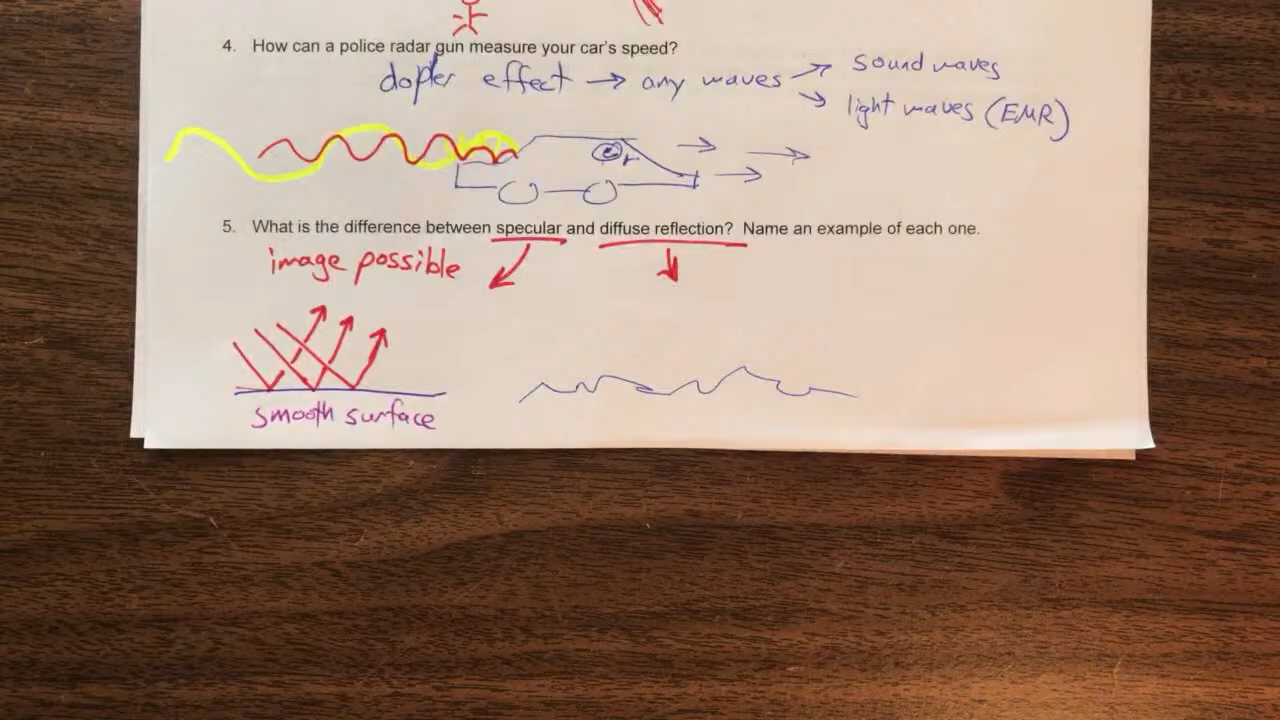 4. How can a police radar gun measure your car's speed?
dopler effect → any waves → sound waves
→ light waves (EMR)
5. What is the difference between specular and diffuse reflection? Name an example of each one.
image possible
smooth surface